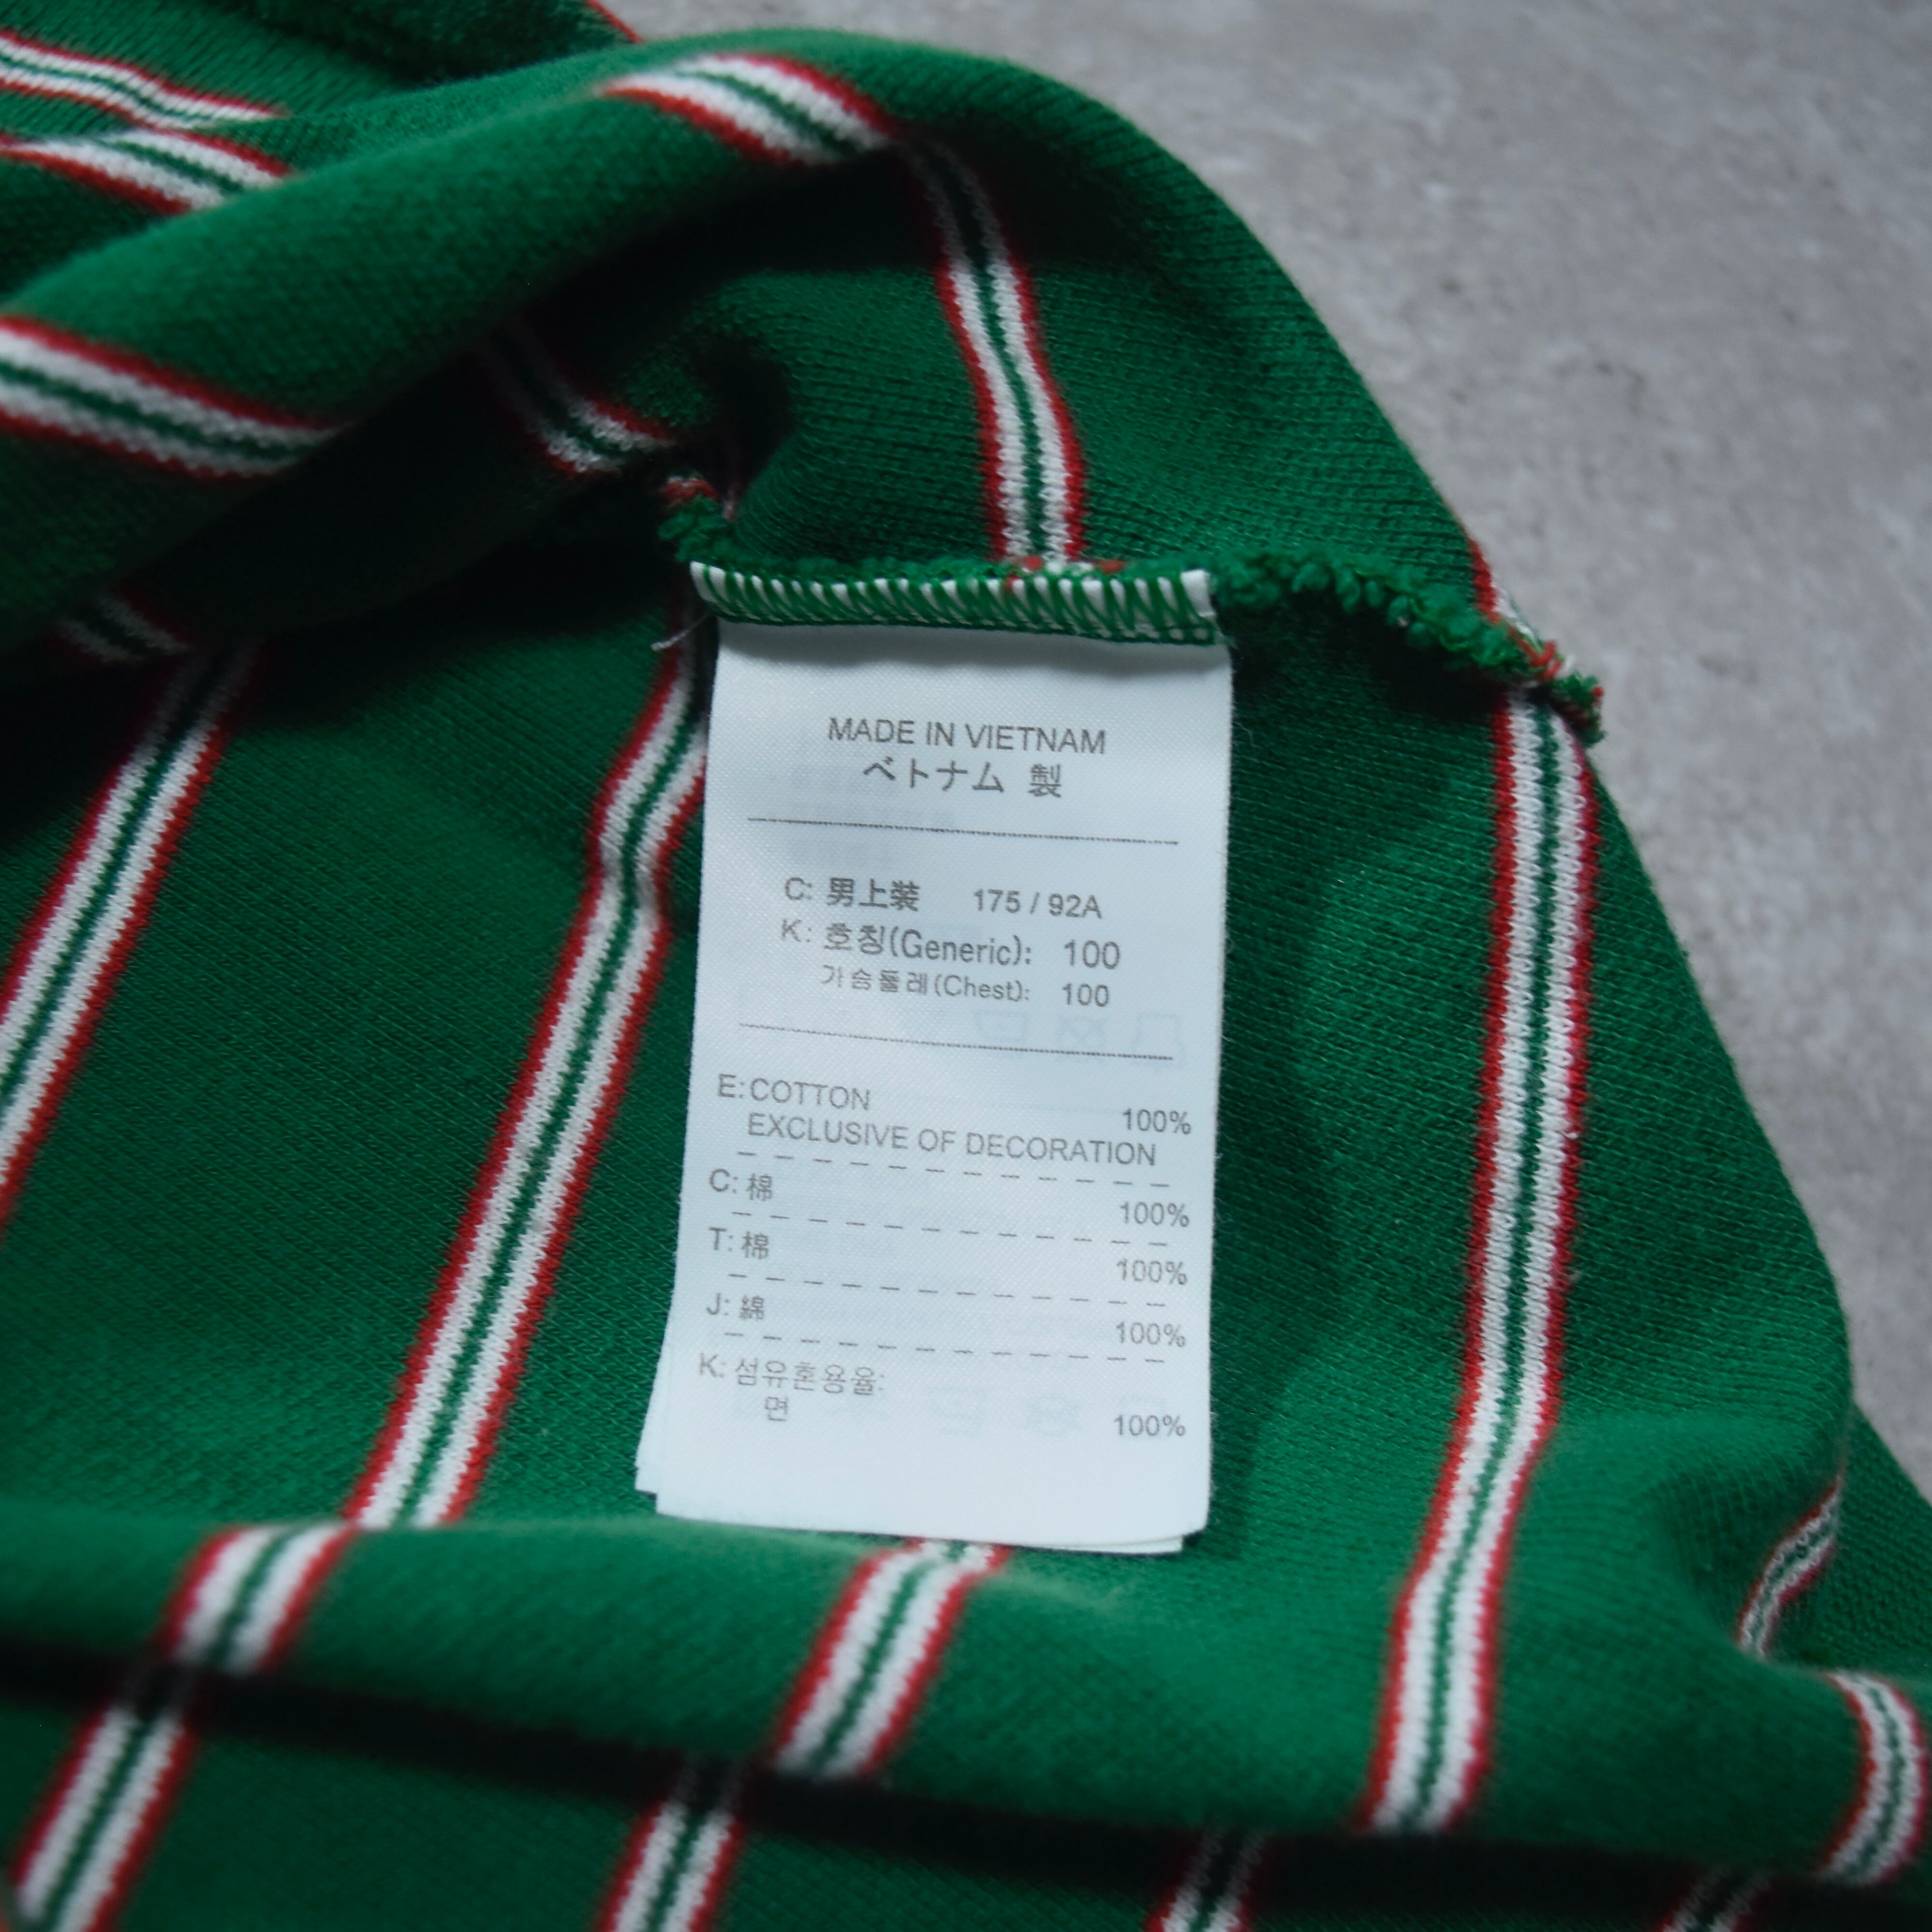 MADE IN VIETNAM
ベトナム 製
C: 男上裝 175 / 92A
K: 호칭(Generic): 100
가슴둘레(Chest): 100
E: COTTON 100%
EXCLUSIVE OF DECORATION
C: 棉 100%
T: 棉 100%
J: 綿 100%
K: 섬유혼용율:
면 100%